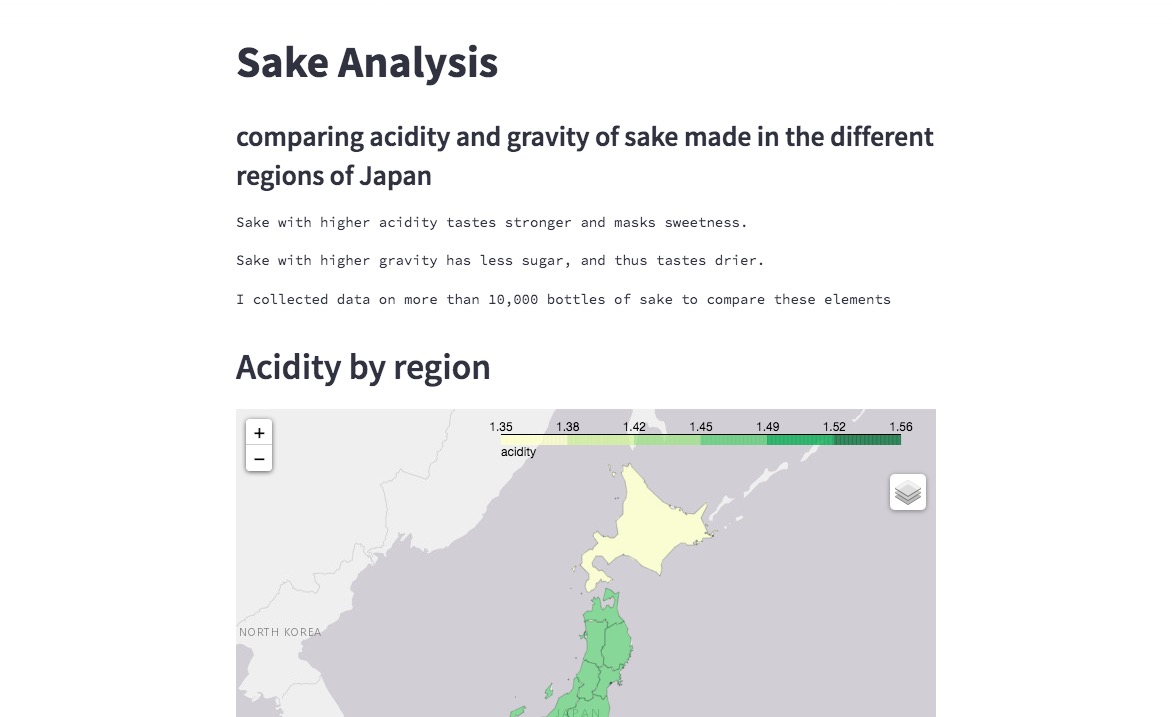 Sake Analysis
comparing acidity and gravity of sake made in the different
regions of Japan
Sake with higher acidity tastes stronger and masks sweetness.
Sake with higher gravity has less sugar, and thus tastes drier.
I collected data on more than 10,000 bottles of sake to compare these elements
Acidity by region
+
−
1.35 1.38 1.42 1.45 1.49 1.52 1.56
acidity
NORTH KOREA
JAPAN